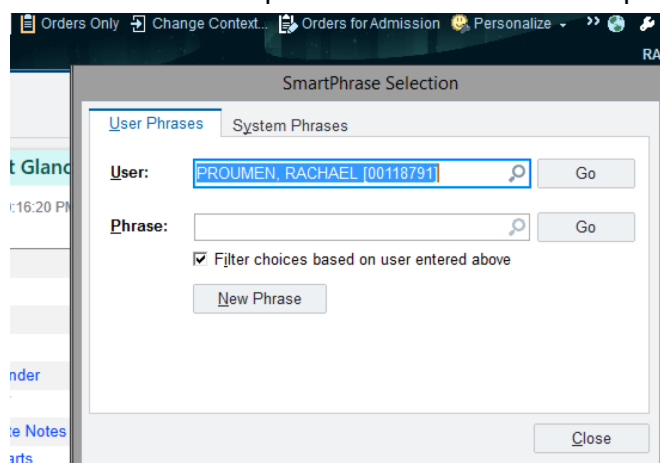 Orders Only Change Context... Orders for Admission Personalize
RA
SmartPhrase Selection
User Phrases System Phrases
t Glanc
User: PROUMEN, RACHAEL [00118791] Go
:16:20 PM
Phrase: Go
Filter choices based on user entered above
New Phrase
nder
te Notes
Close
arts